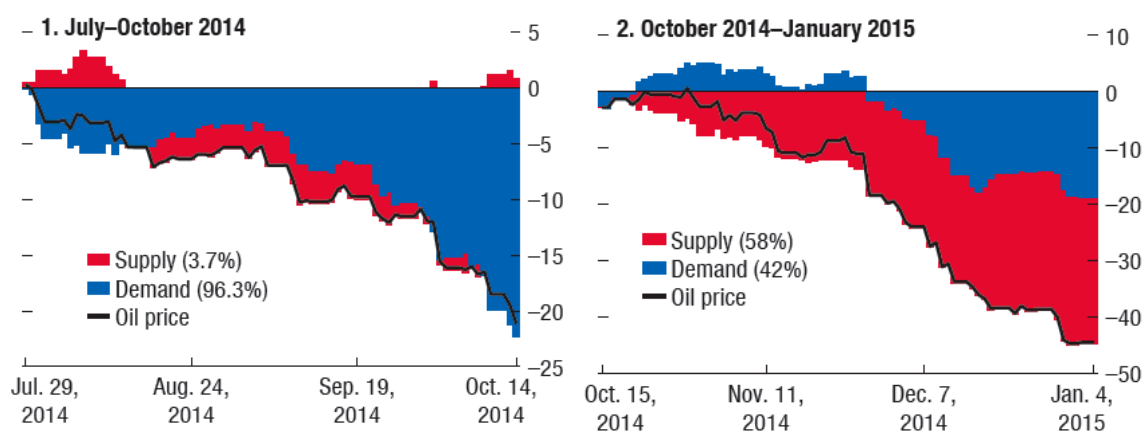 1. July–October 2014
5
0
–5
–10
–15
–20
–25
Supply (3.7%)
Demand (96.3%)
Oil price
Jul. 29, 2014
Aug. 24, 2014
Sep. 19, 2014
Oct. 14, 2014
2. October 2014–January 2015
10
0
–10
–20
–30
–40
–50
Supply (58%)
Demand (42%)
Oil price
Oct. 15, 2014
Nov. 11, 2014
Dec. 7, 2014
Jan. 4, 2015